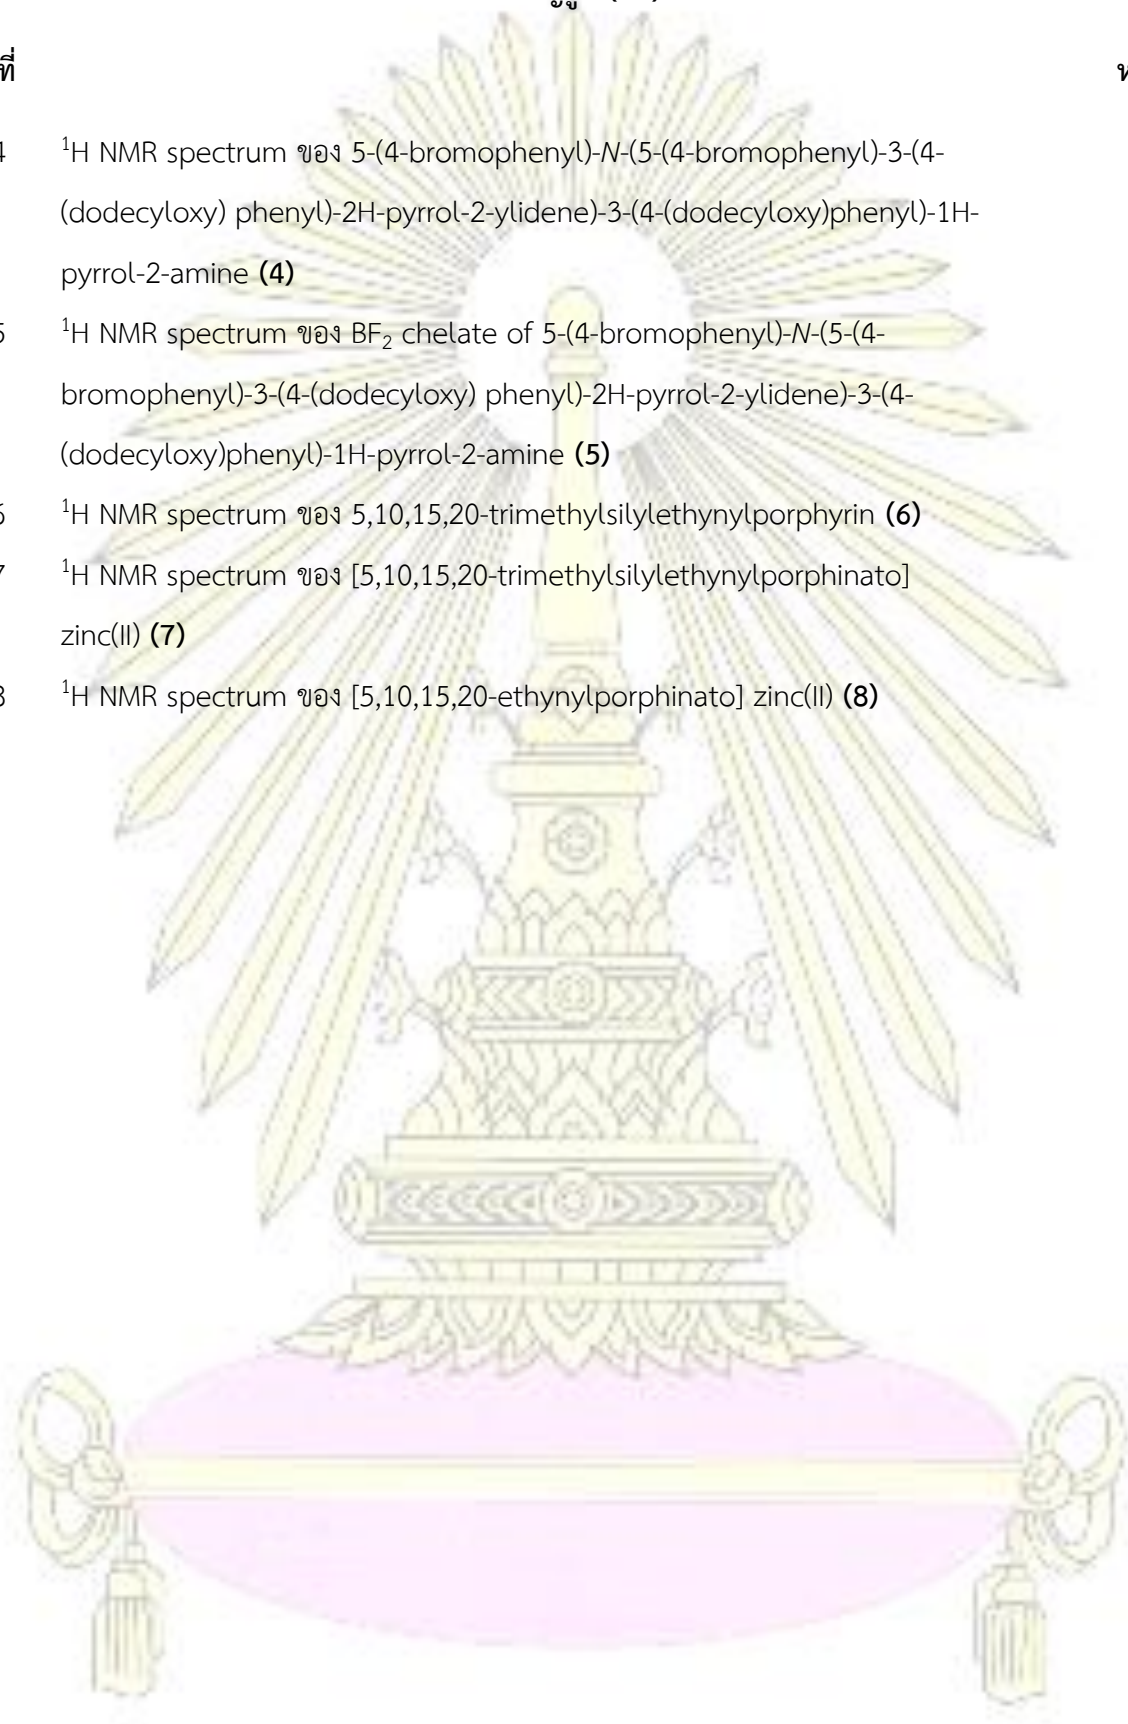 ที่
4 ¹H NMR spectrum ของ 5-(4-bromophenyl)-N-(5-(4-bromophenyl)-3-(4-
(dodecyloxy) phenyl)-2H-pyrrol-2-ylidene)-3-(4-(dodecyloxy)phenyl)-1H-
pyrrol-2-amine (4)
5 ¹H NMR spectrum ของ BF₂ chelate of 5-(4-bromophenyl)-N-(5-(4-
bromophenyl)-3-(4-(dodecyloxy) phenyl)-2H-pyrrol-2-ylidene)-3-(4-
(dodecyloxy)phenyl)-1H-pyrrol-2-amine (5)
6 ¹H NMR spectrum ของ 5,10,15,20-trimethylsilylethynylporphyrin (6)
7 ¹H NMR spectrum ของ [5,10,15,20-trimethylsilylethynylporphinato]
zinc(II) (7)
8 ¹H NMR spectrum ของ [5,10,15,20-ethynylporphinato] zinc(II) (8)